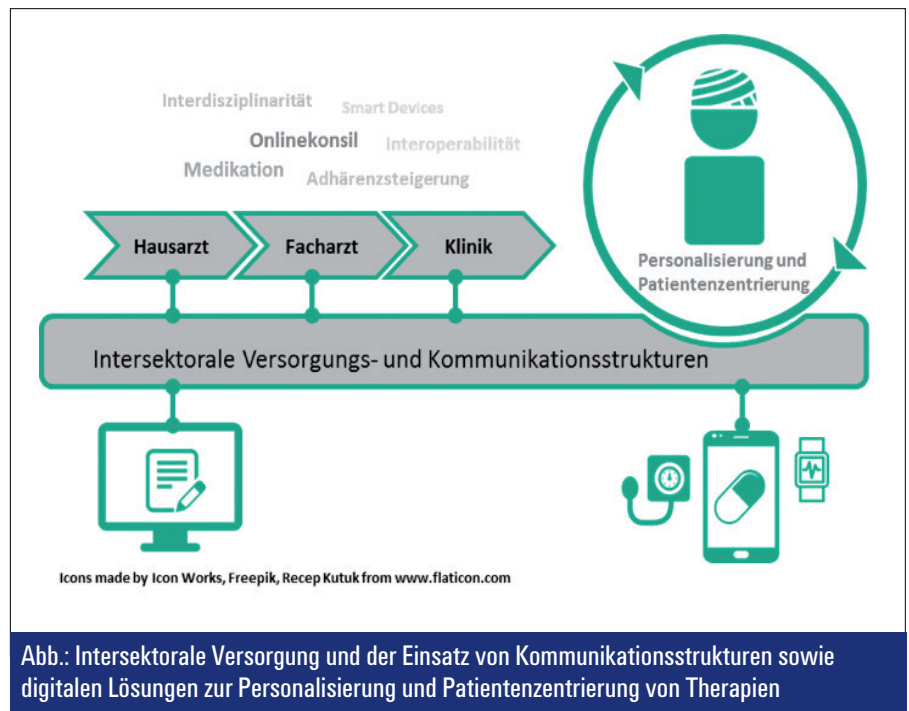 Interdisziplinarität
Smart Devices
Onlinekonsil
Interoperabilität
Medikation
Adhärenzsteigerung
Hausarzt
Facharzt
Klinik
Personalisierung und
Patientenzentrierung
Intersektorale Versorgungs- und Kommunikationsstrukturen
Icons made by Icon Works, Freepik, Recep Kutuk from www.flaticon.com
Abb.: Intersektorale Versorgung und der Einsatz von Kommunikationsstrukturen sowie
digitalen Lösungen zur Personalisierung und Patientenzentrierung von Therapien